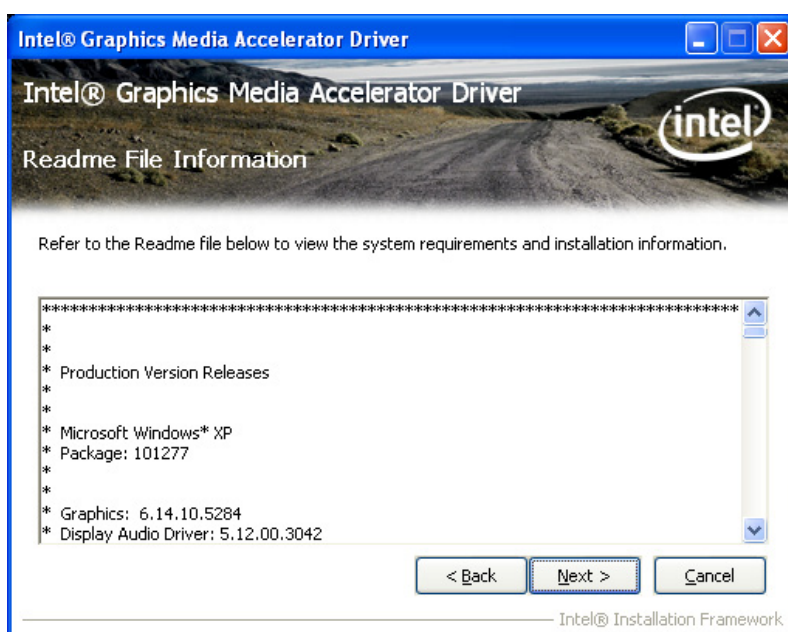 Intel® Graphics Media Accelerator Driver
Intel® Graphics Media Accelerator Driver
intel
Readme File Information
Refer to the Readme file below to view the system requirements and installation information.
*******************************************************************************
*
*
* Production Version Releases
*
*
* Microsoft Windows* XP
* Package: 101277
*
*
* Graphics: 6.14.10.5284
* Display Audio Driver: 5.12.00.3042
< Back
Next >
Cancel
Intel® Installation Framework